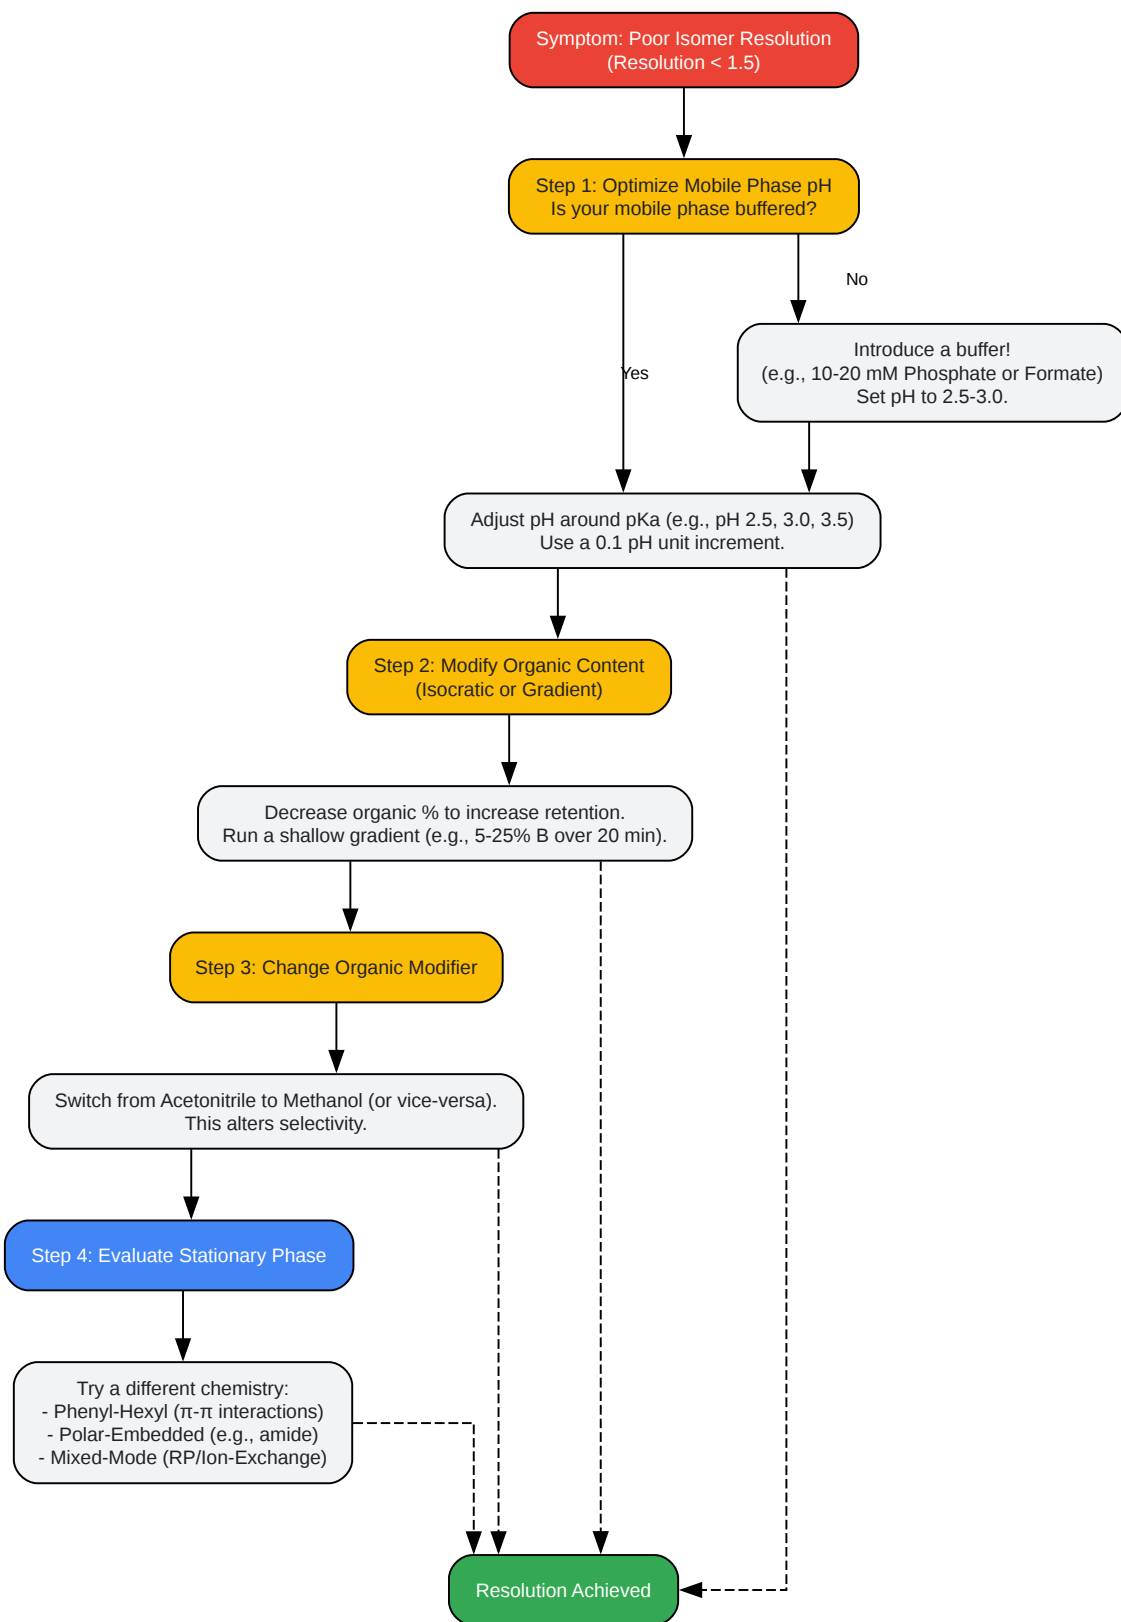 Symptom: Poor Isomer Resolution
(Resolution < 1.5)
Step 1: Optimize Mobile Phase pH
Is your mobile phase buffered?
No
Introduce a buffer!
(e.g., 10-20 mM Phosphate or Formate)
Set pH to 2.5-3.0.
Yes
Adjust pH around pKa (e.g., pH 2.5, 3.0, 3.5)
Use a 0.1 pH unit increment.
Step 2: Modify Organic Content
(Isocratic or Gradient)
Decrease organic % to increase retention.
Run a shallow gradient (e.g., 5-25% B over 20 min).
Step 3: Change Organic Modifier
Switch from Acetonitrile to Methanol (or vice-versa).
This alters selectivity.
Step 4: Evaluate Stationary Phase
Try a different chemistry:
- Phenyl-Hexyl (π-π interactions)
- Polar-Embedded (e.g., amide)
- Mixed-Mode (RP/Ion-Exchange)
Resolution Achieved